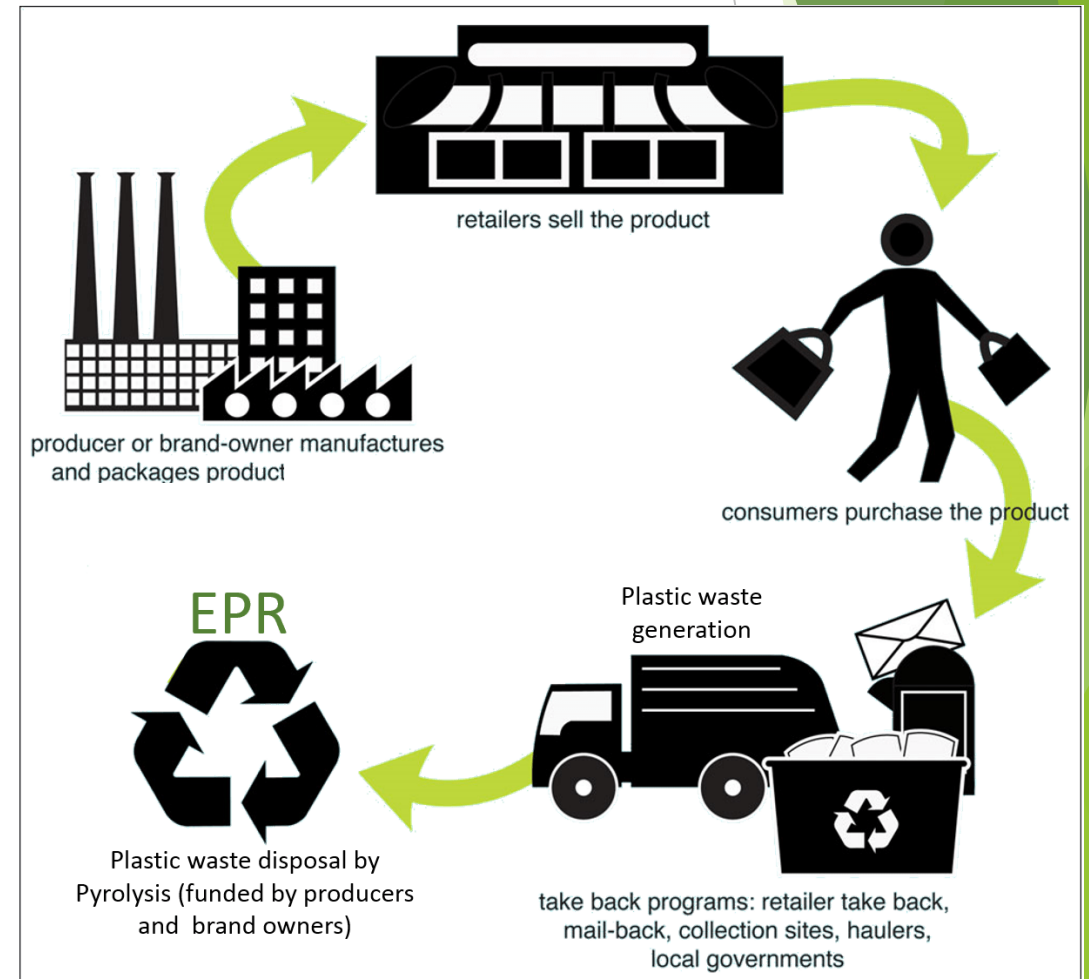 retailers sell the product
producer or brand-owner manufactures
and packages product
consumers purchase the product
Plastic waste
generation
take back programs: retailer take back,
mail-back, collection sites, haulers,
local governments
EPR
Plastic waste disposal by
Pyrolysis (funded by producers
and brand owners)